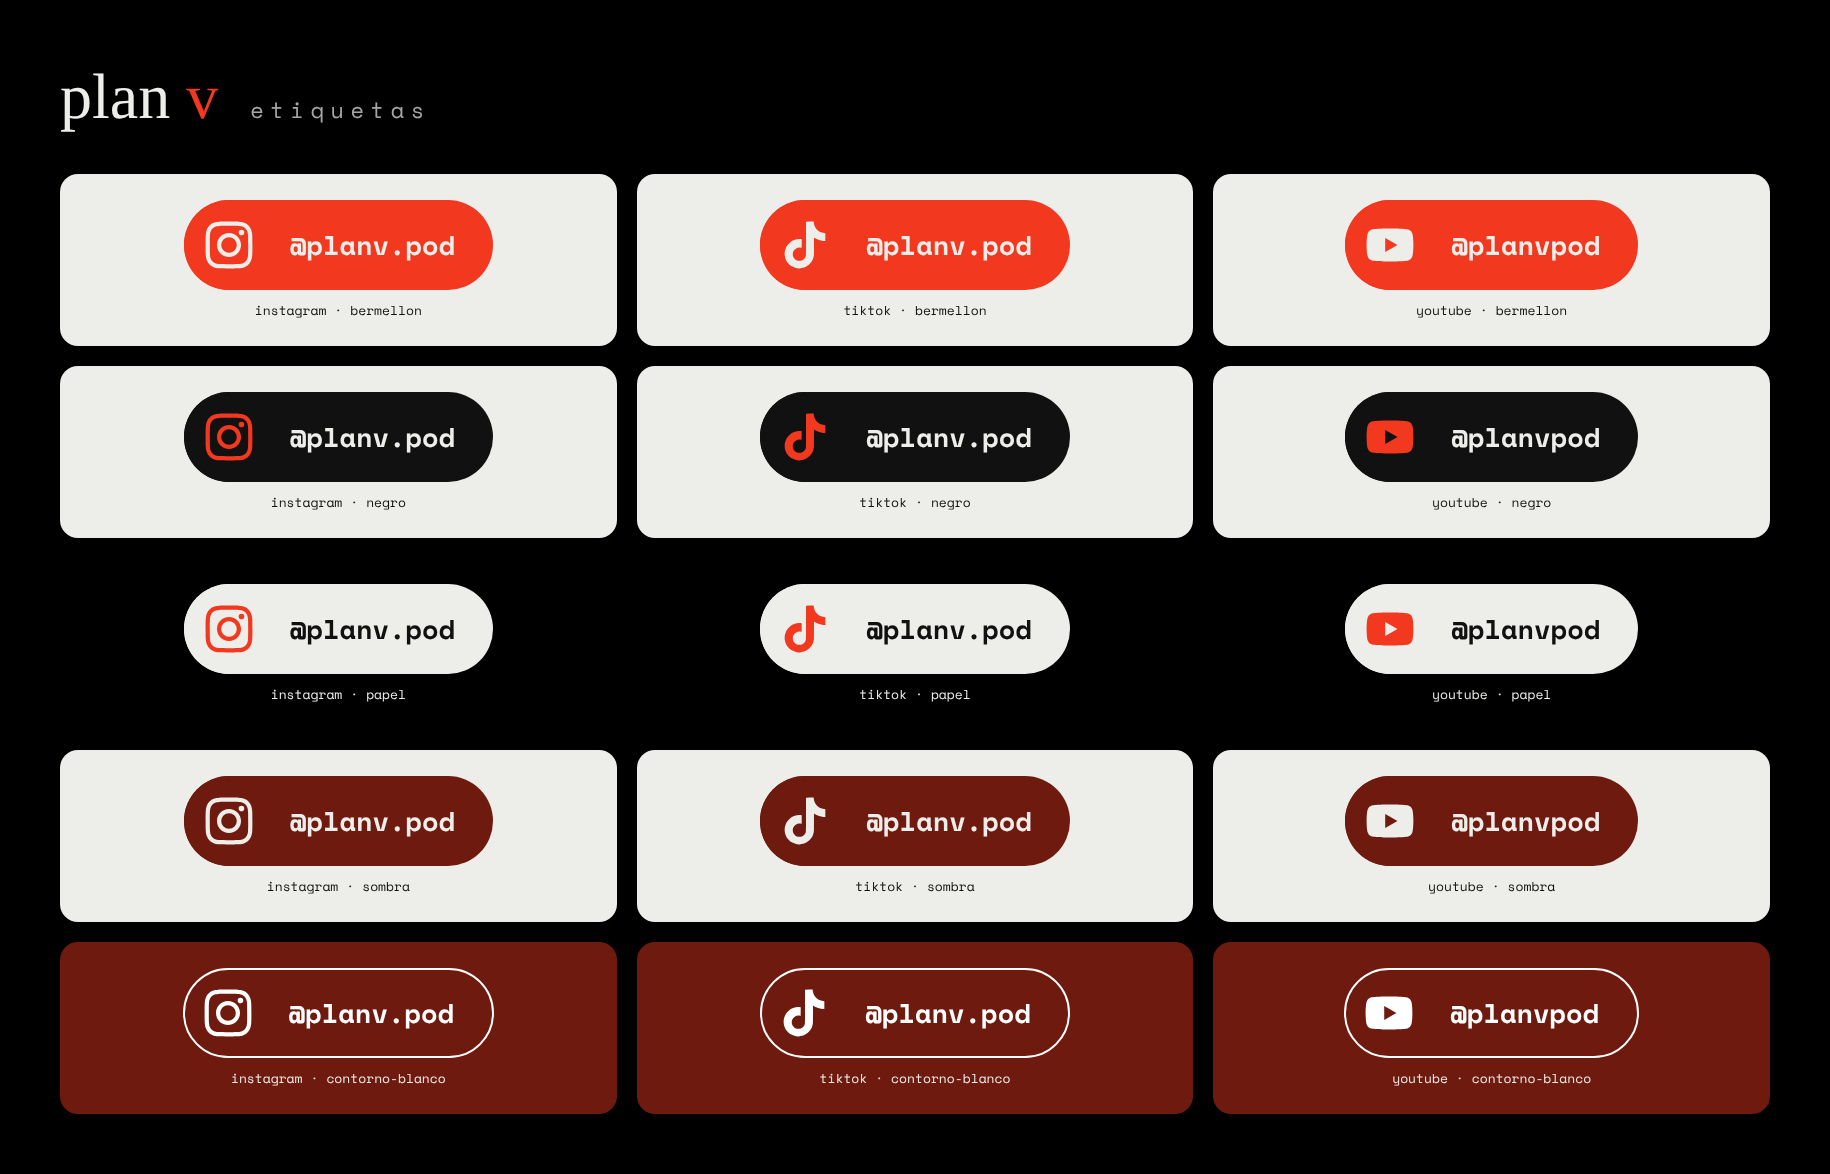 plan v etiquetas
@planv.pod @planv.pod @planvpod
instagram · bermellon tiktok · bermellon youtube · bermellon
@planv.pod @planv.pod @planvpod
instagram · negro tiktok · negro youtube · negro
@planv.pod @planv.pod @planvpod
instagram · papel tiktok · papel youtube · papel
@planv.pod @planv.pod @planvpod
instagram · sombra tiktok · sombra youtube · sombra
@planv.pod @planv.pod @planvpod
instagram · contorno-blanco tiktok · contorno-blanco youtube · contorno-blanco